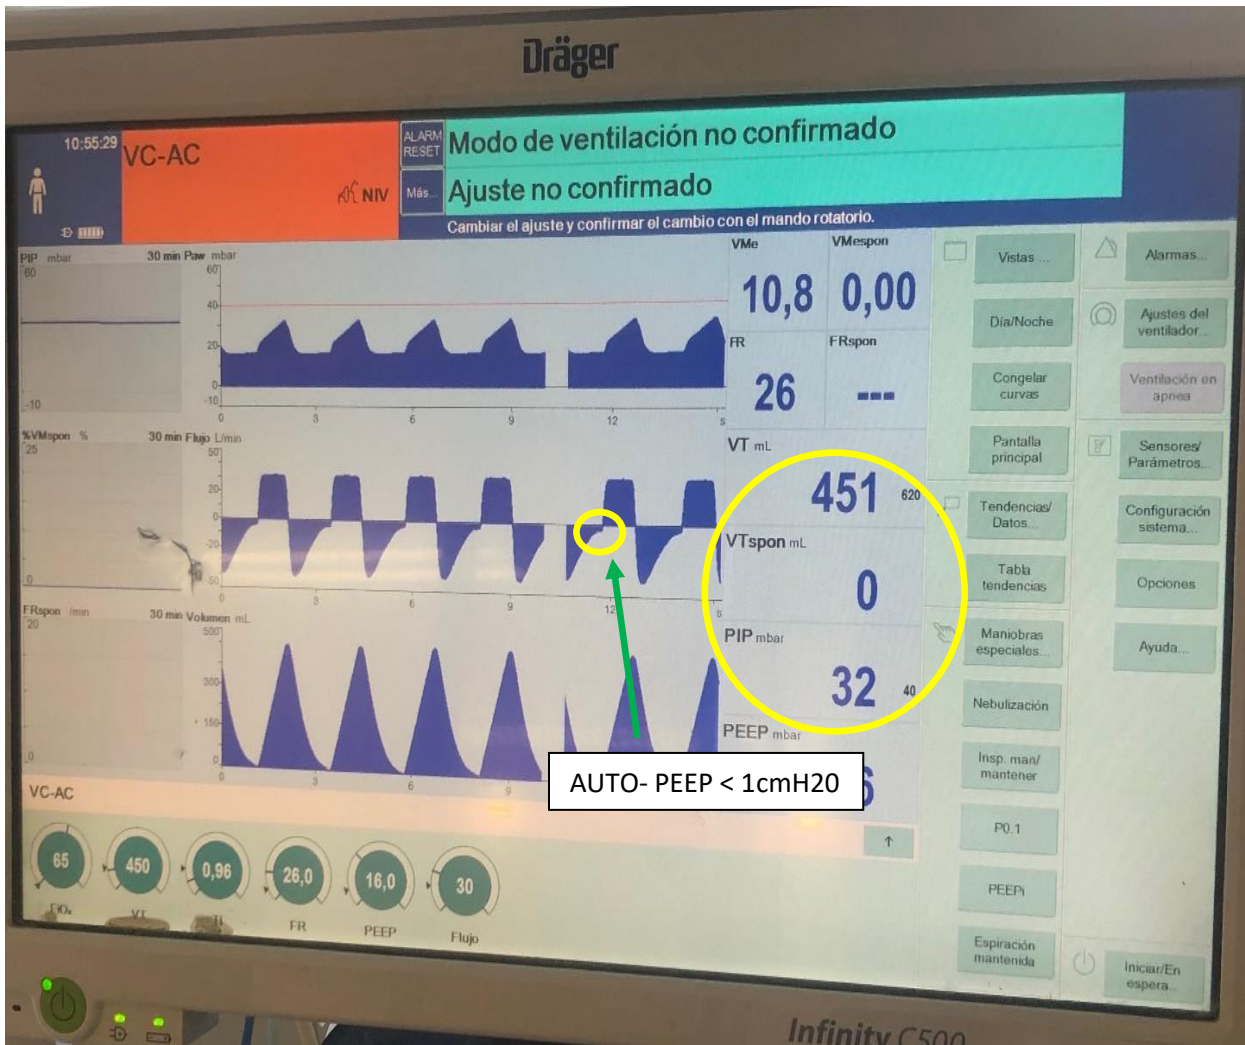 Dräger
10:55:29
VC-AC
NIV
ALARM
RESET
Más...
Modo de ventilación no confirmado
Ajuste no confirmado
Cambiar el ajuste y confirmar el cambio con el mando rotatorio.
PIP mbar
30 min
60
-10
Paw mbar
60
40
20
0
-10
0
3
6
9
12
s
%VMspon %
30 min
25
0
Flujo L/min
50
20
0
-20
-50
0
3
6
9
12
s
FRspon /min
30 min
20
0
Volumen mL
500
300
150
0
0
3
6
9
VMe
10,8
VMespon
0,00
FR
26
FRspon
---
VT mL
451
620
VTspon mL
0
PIP mbar
32
40
PEEP mbar
AUTO- PEEP < 1cmH20
Vistas ...
Día/Noche
Congelar
curvas
Pantalla
principal
Tendencias/
Datos...
Tabla
tendencias
Maniobras
especiales...
Nebulización
Insp. man/
mantener
P0.1
PEEPi
Espiración
mantenida
Alarmas...
Ajustes del
ventilador...
Ventilación en
apnea
Sensores/
Parámetros...
Configuración
sistema...
Opciones
Ayuda...
Iniciar/En
espera...
VC-AC
65
FiO₂
450
VT
0,96
Ti
26,0
FR
16,0
PEEP
30
Flujo
Infinity C500